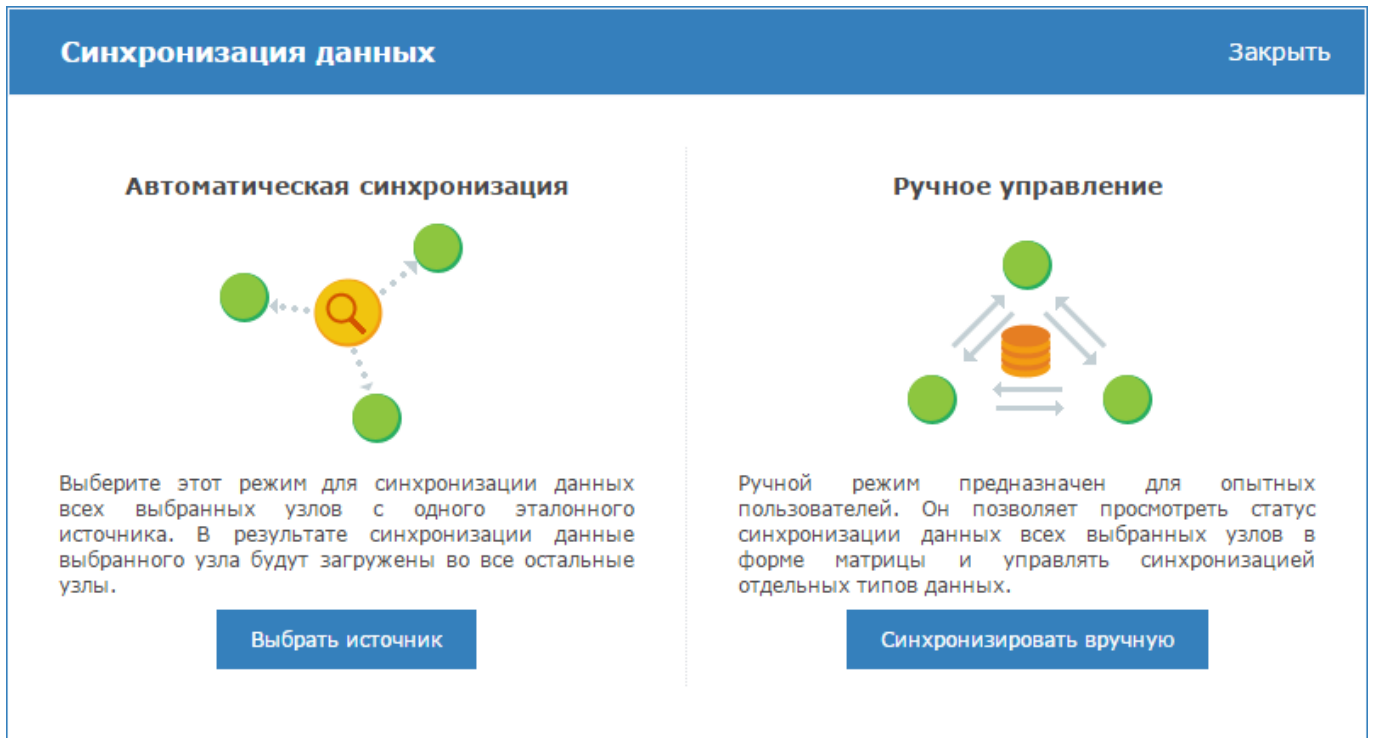 Синхронизация данных
Закрыть
Автоматическая синхронизация
Выберите этот режим для синхронизации данных
всех выбранных узлов с одного эталонного
источника. В результате синхронизации данные
выбранного узла будут загружены во все остальные
узлы.
Выбрать источник
Ручное управление
Ручной режим предназначен для опытных
пользователей. Он позволяет просмотреть статус
синхронизации данных всех выбранных узлов в
форме матрицы и управлять синхронизацией
отдельных типов данных.
Синхронизировать вручную